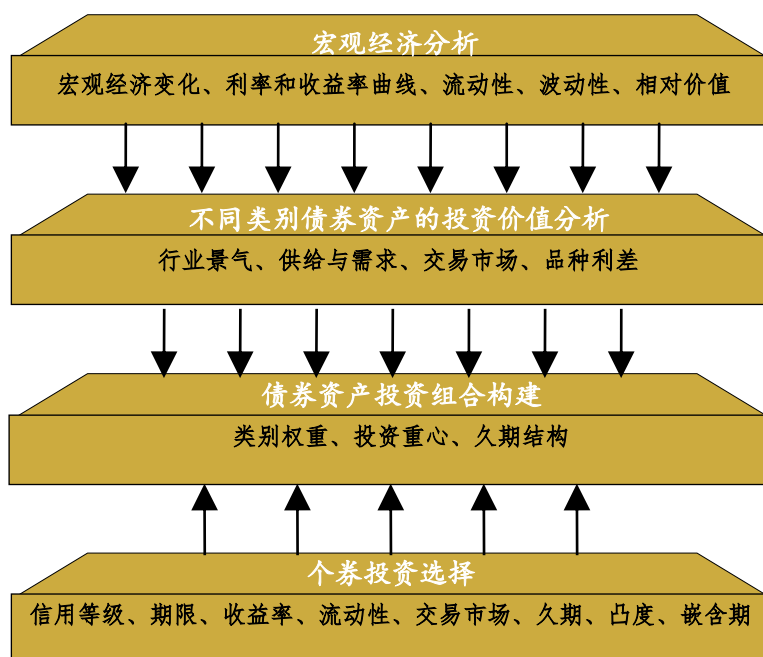 宏观经济分析
宏观经济变化、利率和收益率曲线、流动性、波动性、相对价值
不同类别债券资产的投资价值分析
行业景气、供给与需求、交易市场、品种利差
债券资产投资组合构建
类别权重、投资重心、久期结构
个券投资选择
信用等级、期限、收益率、流动性、交易市场、久期、凸度、嵌含期